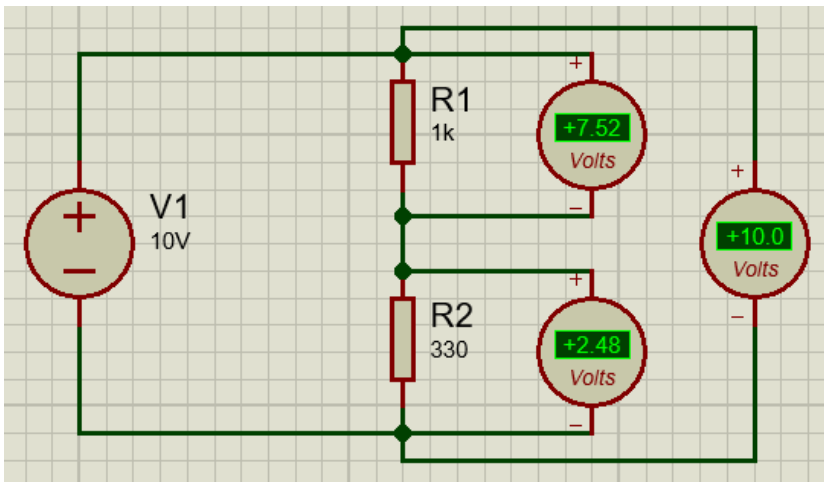 R1
1k
+
+7.52
Volts
−
V1
10V
+
+10.0
Volts
−
R2
330
+
+2.48
Volts
−